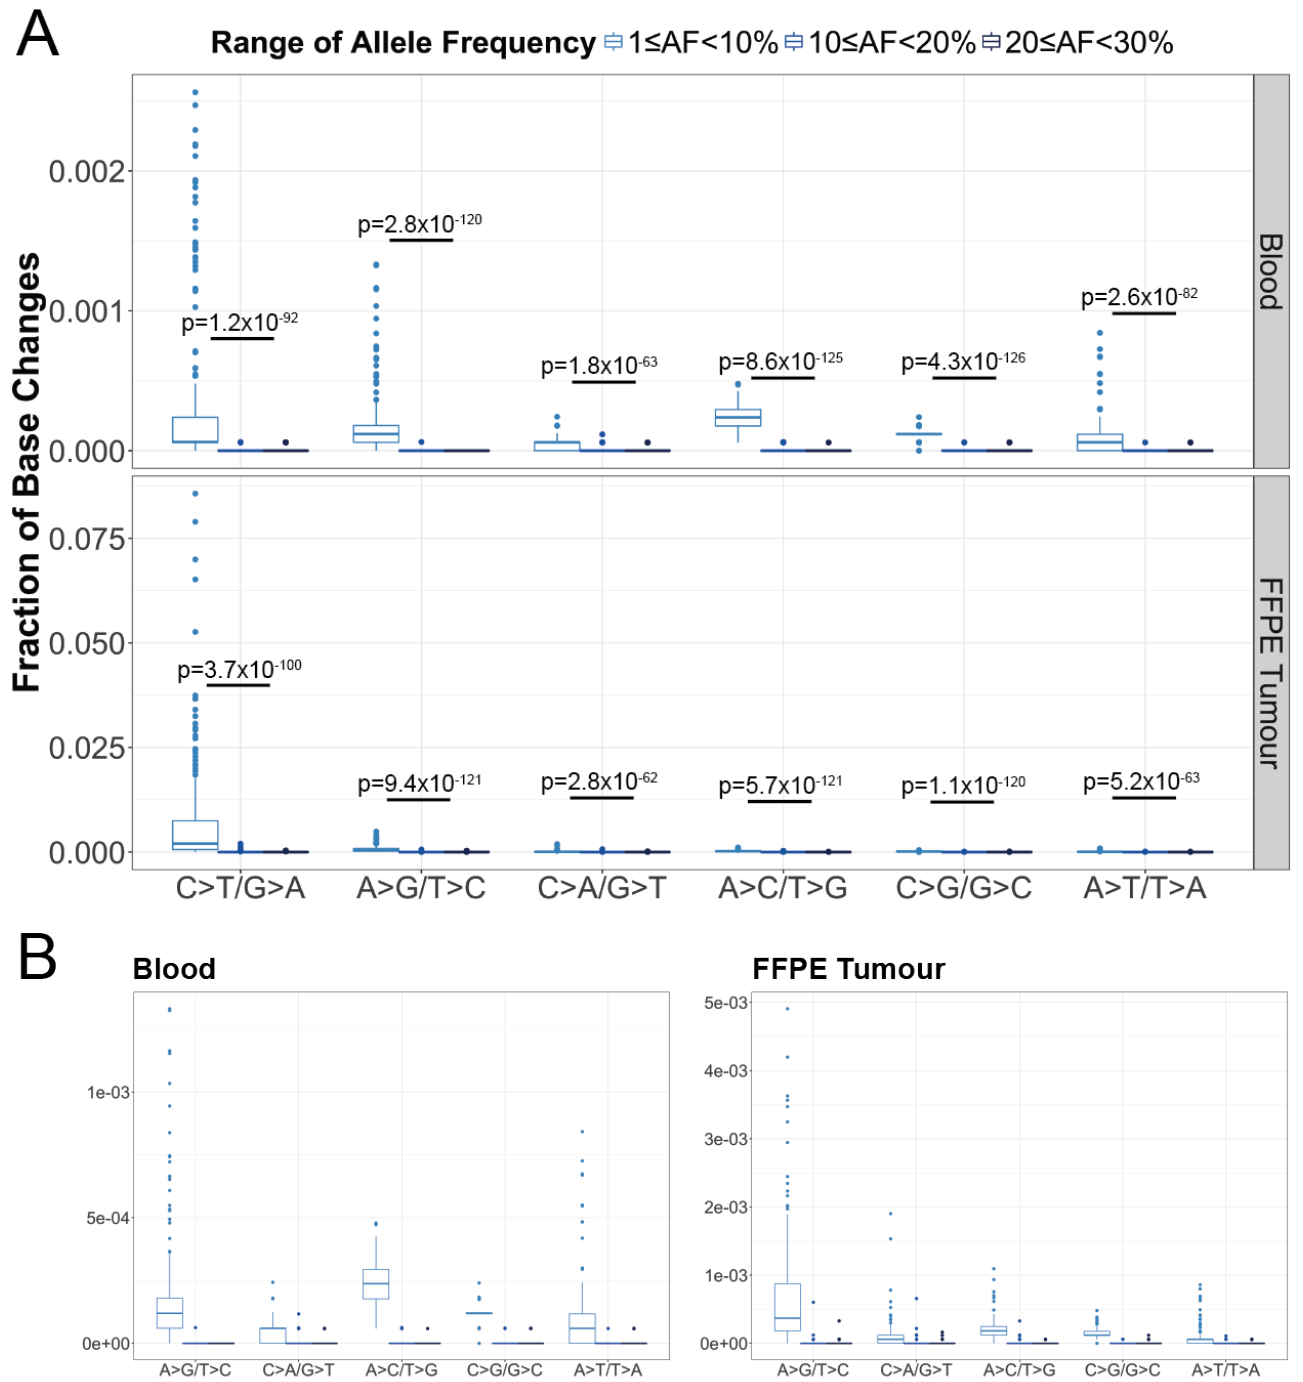 A
Range of Allele Frequency 1≤AF<10% 10≤AF<20% 20≤AF<30%
Fraction of Base Changes
0.002
0.001
0.000
p=1.2x10-92
p=2.8x10-120
p=1.8x10-63
p=8.6x10-125
p=4.3x10-126
p=2.6x10-82
Blood
0.075
0.050
0.025
0.000
p=3.7x10-100
p=9.4x10-121
p=2.8x10-62
p=5.7x10-121
p=1.1x10-120
p=5.2x10-63
FFPE Tumour
C>T/G>A A>G/T>C C>A/G>T A>C/T>G C>G/G>C A>T/T>A
B
Blood
1e-03
5e-04
0e+00
A>G/T>C C>A/G>T A>C/T>G C>G/G>C A>T/T>A
FFPE Tumour
5e-03
4e-03
3e-03
2e-03
1e-03
0e+00
A>G/T>C C>A/G>T A>C/T>G C>G/G>C A>T/T>A